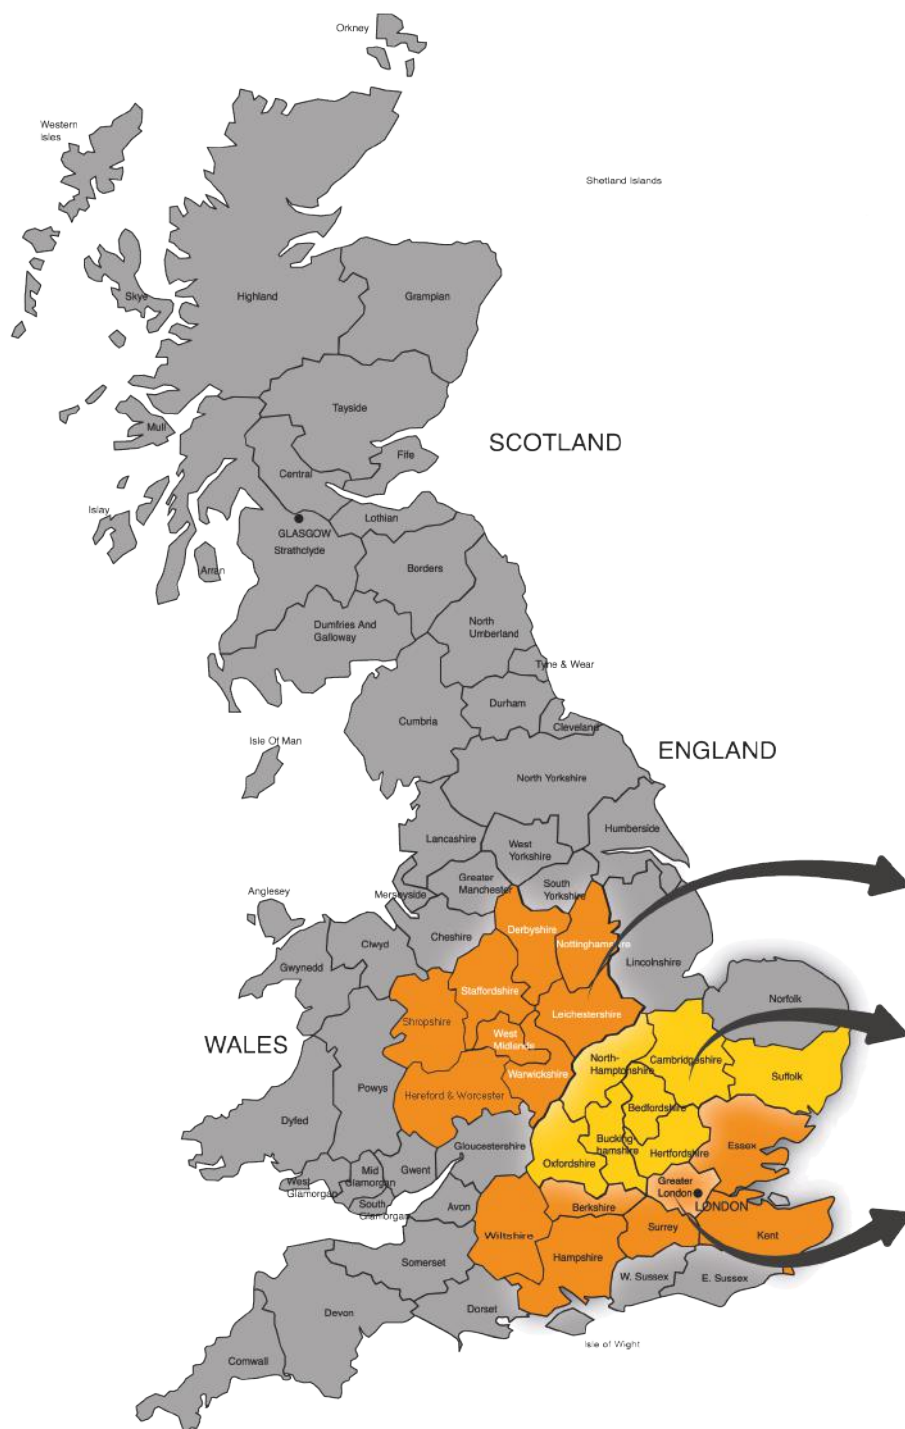 Orkney
Western
Isles
Shetland Islands
Skye
Highland
Grampian
Tayside
Mull
SCOTLAND
Fife
Central
Islay
Lothian
GLASGOW
Strathclyde
Arran
Borders
Dumfries And
Galloway
North
Umberland
Tyne & Wear
Durham
Cumbria
Cleveland
Isle Of Man
ENGLAND
North Yorkshire
Humberside
Lancashire
West
Yorkshire
Greater
Manchester
South
Yorkshire
Merseyside
Anglesey
Cheshire
Derbyshire
Nottinghamshire
Clwyd
Gwynedd
Lincolnshire
Staffordshire
Norfolk
Leichestershire
Shropshire
WALES
West
Midlands
North-
Hamptonshire
Cambridgeshire
Warwickshire
Suffolk
Powys
Hereford & Worcester
Bedfordshire
Dyfed
Gloucestershire
Bucking-
hamshire
Essex
Hertfordshire
Oxfordshire
Gwent
Mid
Glamorgan
West
Glamorgan
South
Glamorgan
Greater
London
LONDON
Avon
Berkshire
Wiltshire
Surrey
Kent
Somerset
Hampshire
W. Sussex
E. Sussex
Dorset
Devon
Isle of Wight
Cornwall